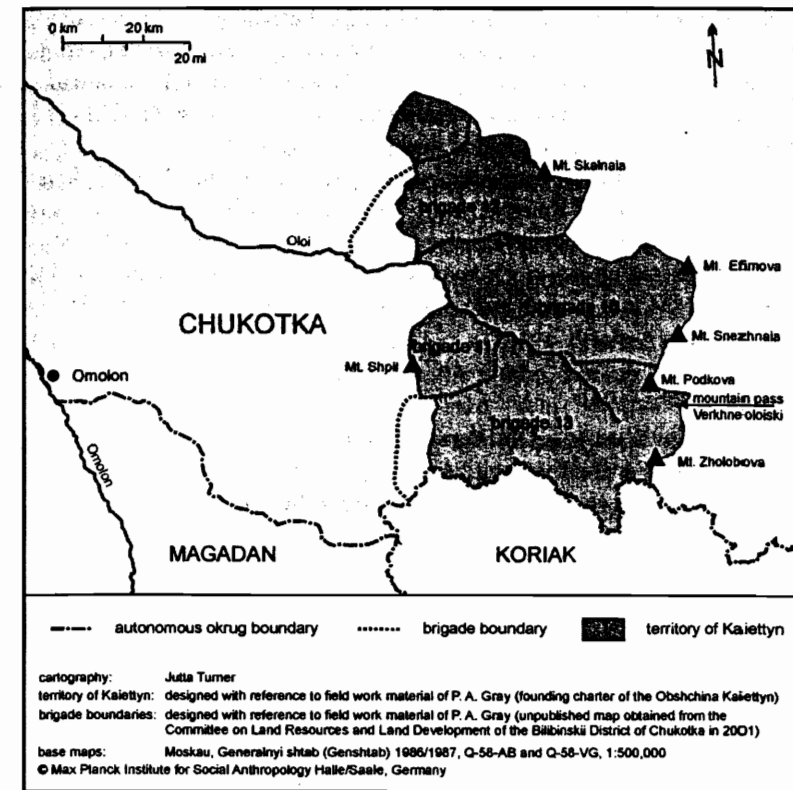 0 km 20 km
20 mi
N
Mt. Skalnaia
Oloi
Mt. Efimova
CHUKOTKA
Mt. Snezhnaia
brigade 11
Mt. Shpil
Omolon
Mt. Podkova
mountain pass
Verkhne-oloiski
brigade 13
Mt. Zholobova
Omolon
MAGADAN
KORIAK
autonomous okrug boundary
brigade boundary
territory of Kaiettyn
cartography: Jutta Turner
territory of Kaiettyn: designed with reference to field work material of P. A. Gray (founding charter of the Obshchina Kaiettyn)
brigade boundaries: designed with reference to field work material of P. A. Gray (unpublished map obtained from the
Committee on Land Resources and Land Development of the Bilibinskii District of Chukotka in 2001)
base maps: Moskau, Generalnyi shtab (Genshtab) 1986/1987, Q-58-AB and Q-58-VG, 1:500,000
© Max Planck Institute for Social Anthropology Halle/Saale, Germany